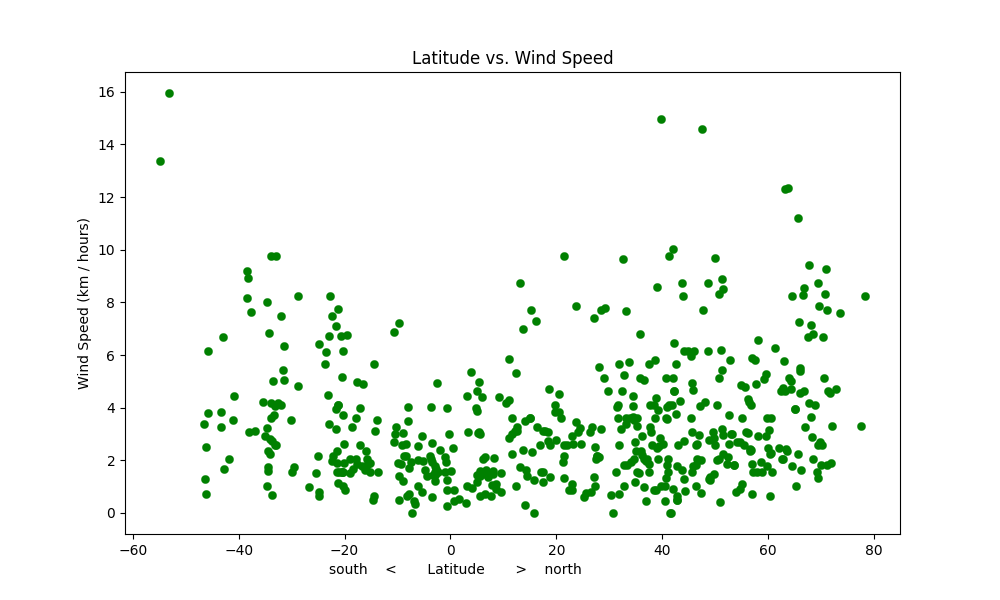 Latitude vs. Wind Speed
Wind Speed (km / hours)
16
14
12
10
8
6
4
2
0
−60 −40 −20 0 20 40 60 80
south < Latitude > north